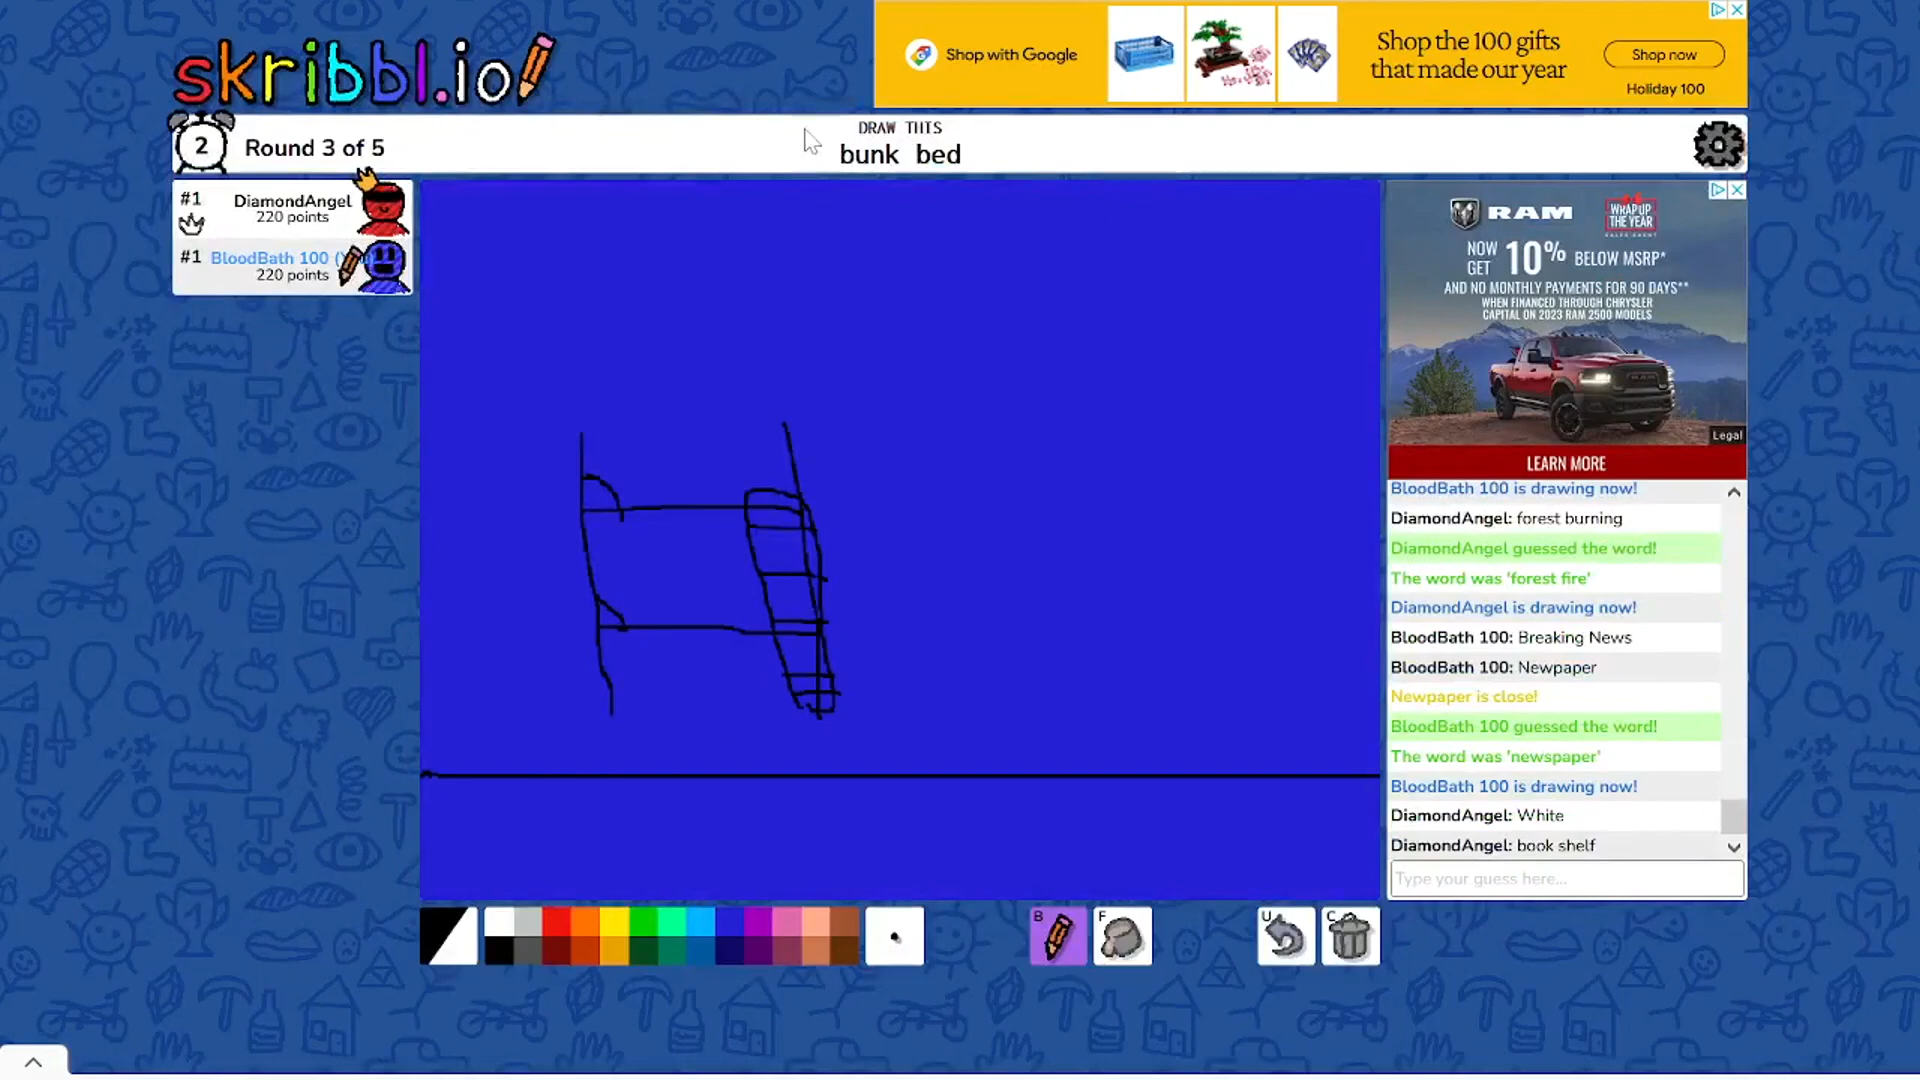 skribbl.io
Shop with Google
Shop the 100 gifts
that made our year
Shop now
Holiday 100
2
Round 3 of 5
DRAW THIS
bunk bed
#1
DiamondAngel
220 points
#1
BloodBath 100
220 points
RAM
WRAP UP
THE YEAR
SALES EVENT
NOW
GET
10%
BELOW MSRP*
AND NO MONTHLY PAYMENTS FOR 90 DAYS**
WHEN FINANCED THROUGH CHRYSLER
CAPITAL ON 2023 RAM 2500 MODELS
Legal
LEARN MORE
BloodBath 100 is drawing now!
DiamondAngel: forest burning
DiamondAngel guessed the word!
The word was 'forest fire'
DiamondAngel is drawing now!
BloodBath 100: Breaking News
BloodBath 100: Newpaper
Newpaper is close!
BloodBath 100 guessed the word!
The word was 'newspaper'
BloodBath 100 is drawing now!
DiamondAngel: White
DiamondAngel: book shelf
Type your guess here...
B
F
U
C